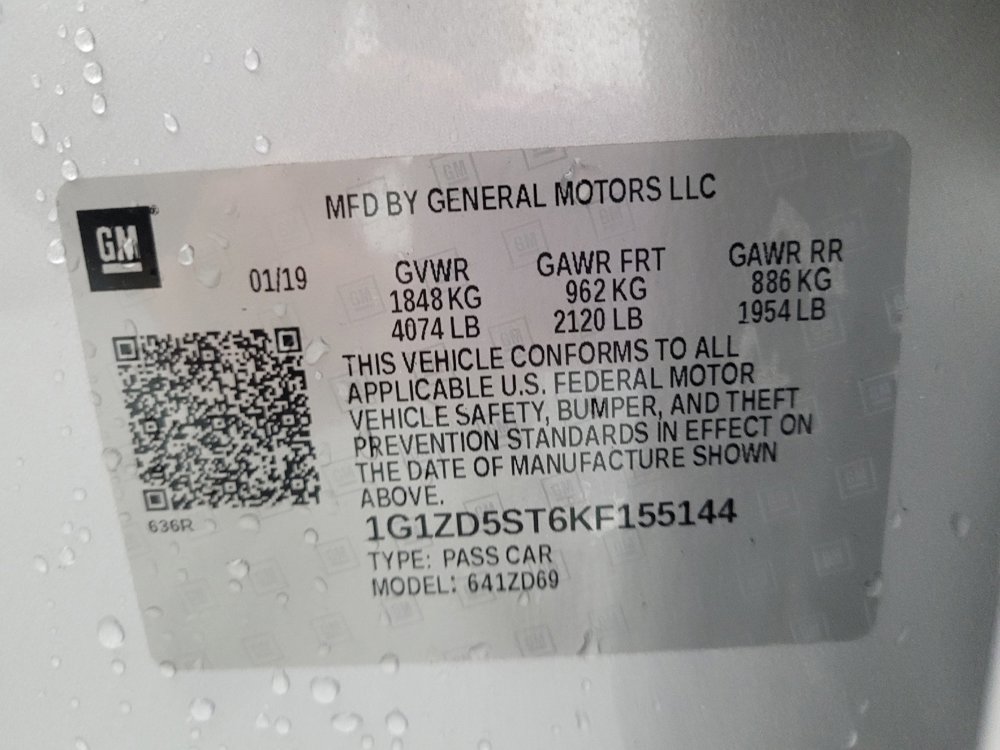 MFD BY GENERAL MOTORS LLC
GM
01/19
GVWR
1848 KG
4074 LB
GAWR FRT
962 KG
2120 LB
GAWR RR
886 KG
1954 LB
THIS VEHICLE CONFORMS TO ALL
APPLICABLE U.S. FEDERAL MOTOR
VEHICLE SAFETY, BUMPER, AND THEFT
PREVENTION STANDARDS IN EFFECT ON
THE DATE OF MANUFACTURE SHOWN
ABOVE.
636R
1G1ZD5ST6KF155144
TYPE: PASS CAR
MODEL: 641ZD69